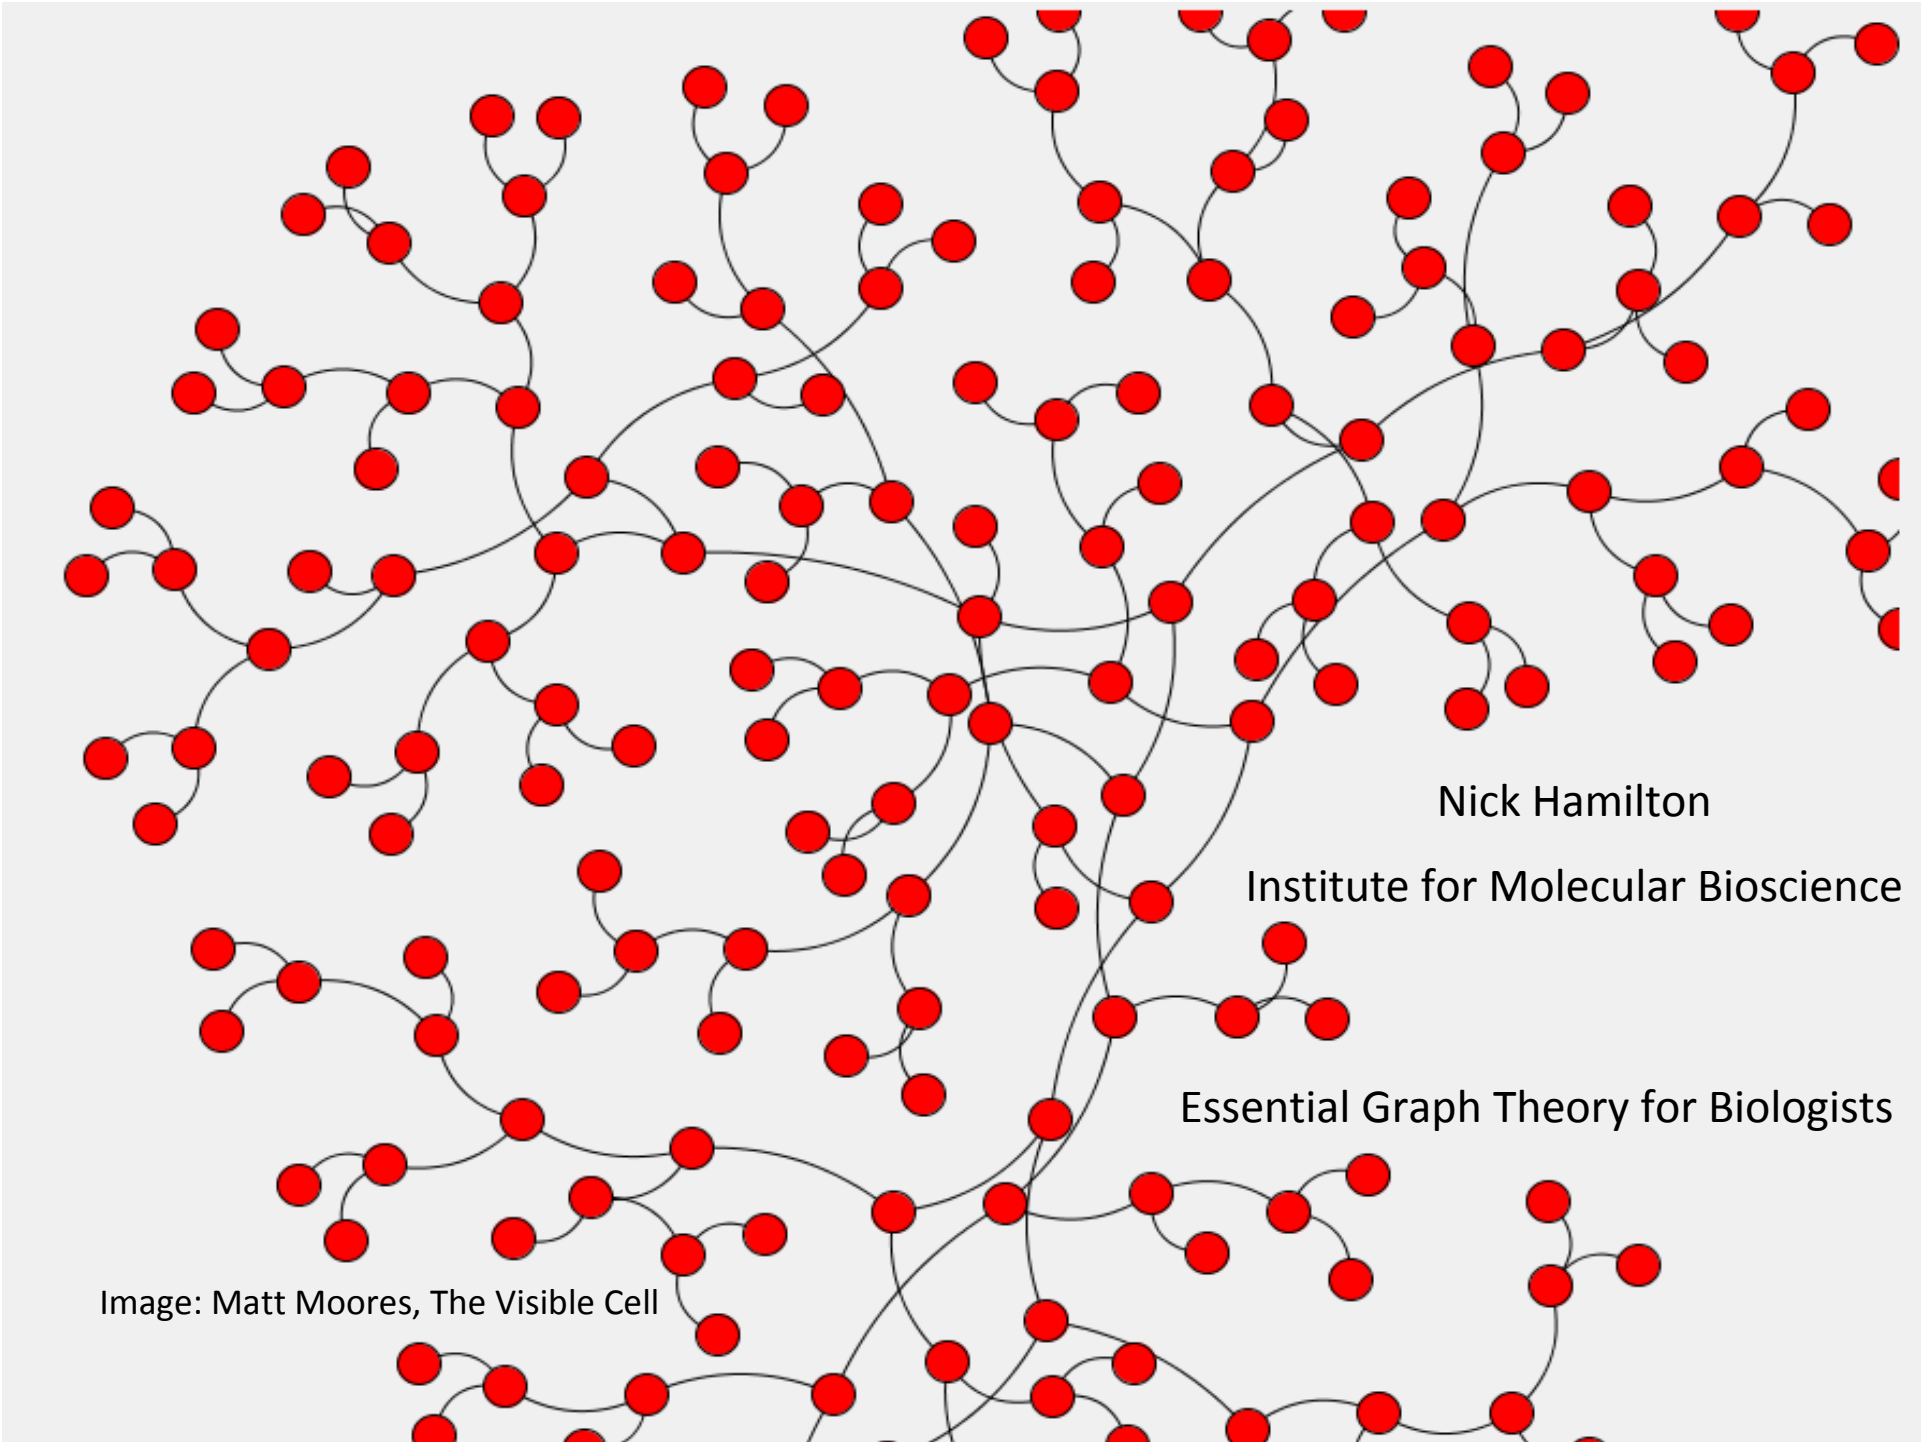 Nick Hamilton
Institute for Molecular Bioscience
Essential Graph Theory for Biologists
Image: Matt Moores, The Visible Cell